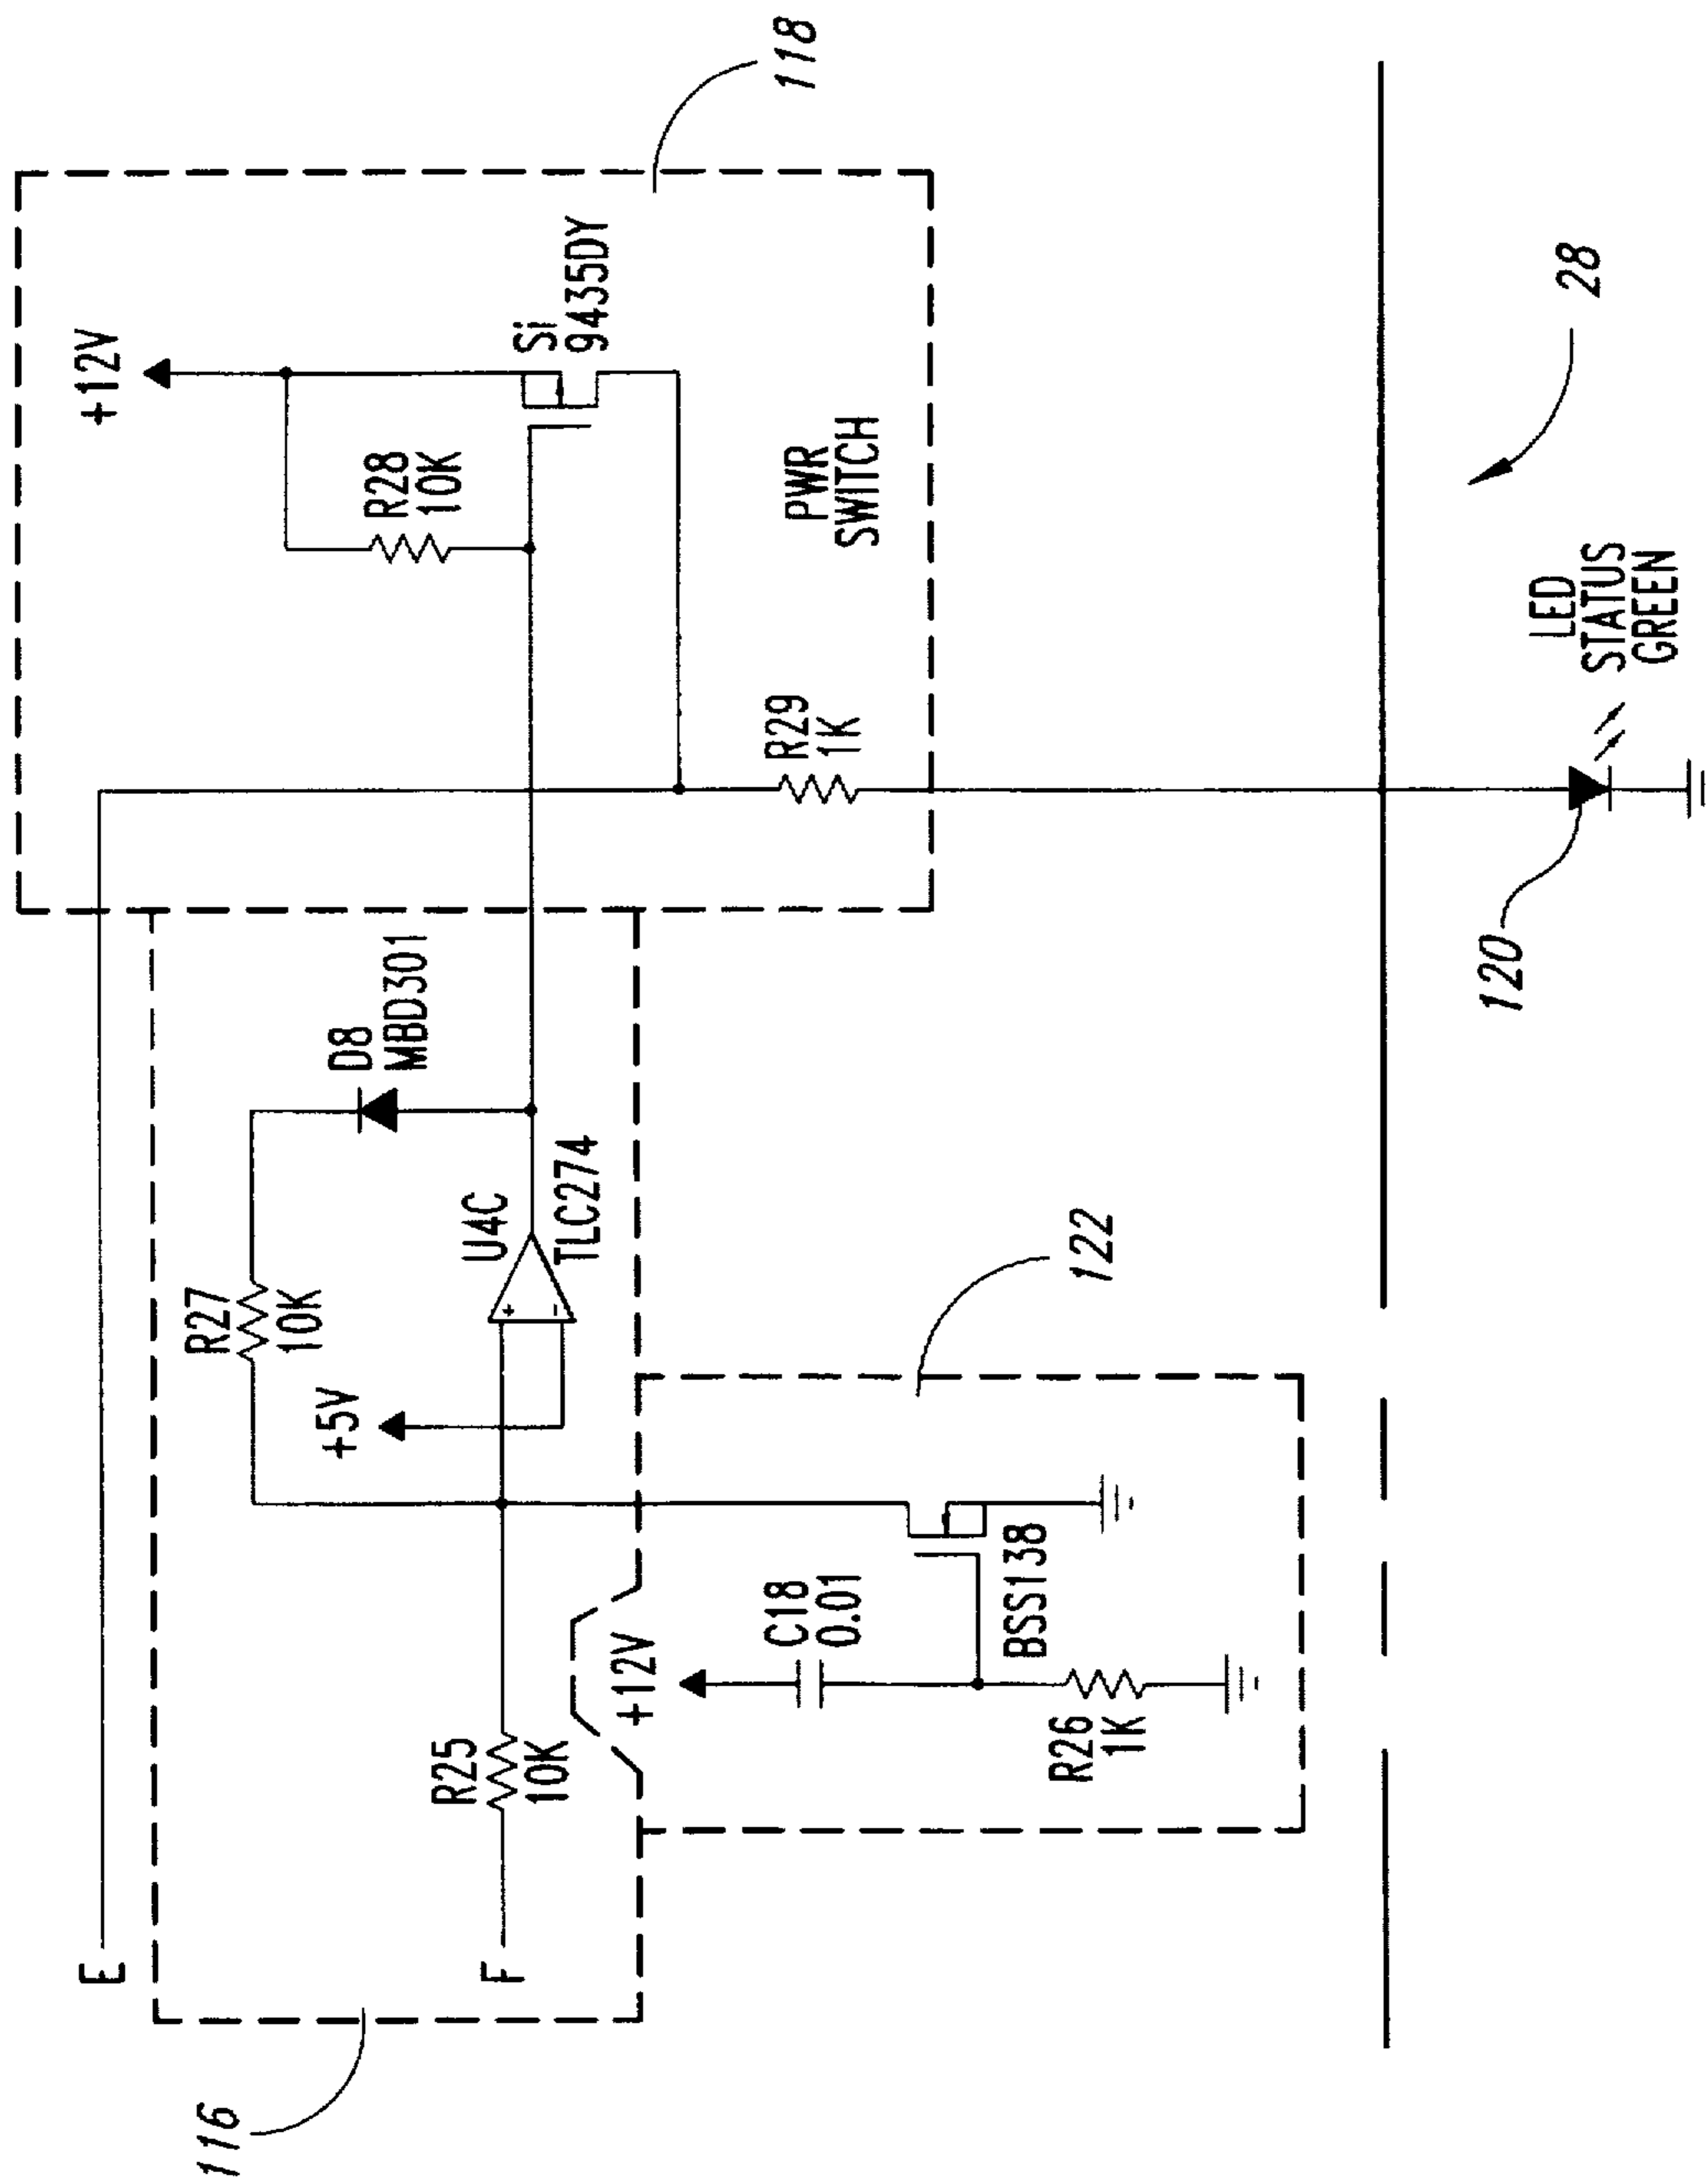 118
+12V
Si
9435DY
R28
10K
PWR
SWITCH
R29
1K
28
LED
STATUS
GREEN
120
D8
MBD301
U4C
TLC274
+
−
R27
10K
+5V
122
BSS138
C18
0.01
+12V
R26
1K
R25
10K
E
F
116